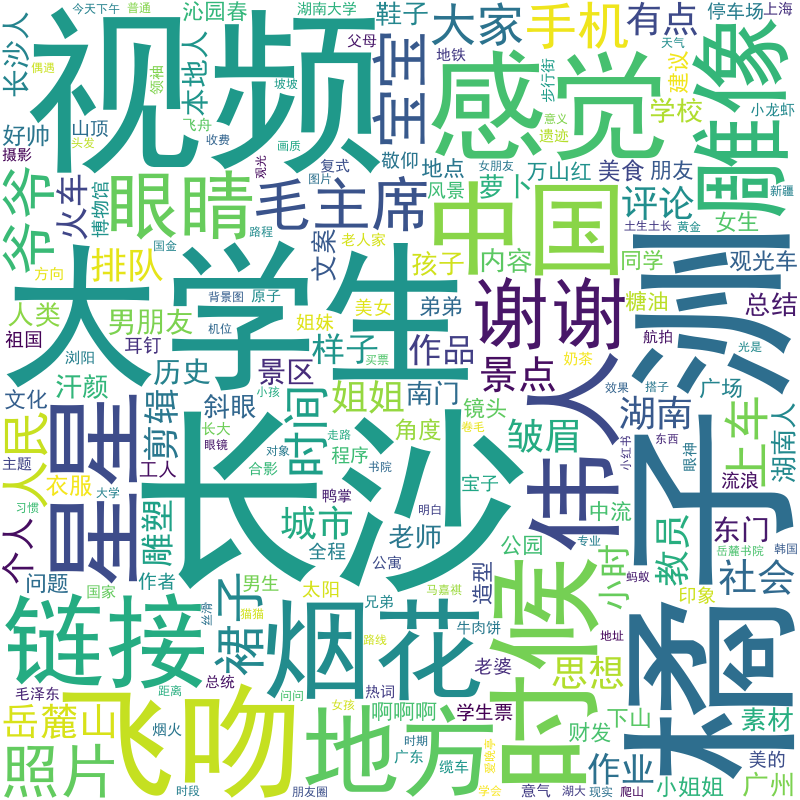 今天下午
普通
沁园春
湖南大学
鞋子
大家
手机
有点
停车场
上海
长沙人
偶遇
领袖
本地人
视频
父母
宝宝
地铁
步行街
建议
天气
雕像
好帅
山顶
飞舟
坡坡
感觉
意义
学校
小龙虾
摄影
头发
收费
画质
敬仰
地点
女朋友
遗迹
万山红
美食
朋友
爷爷
火车
博物馆
观光
复式
图片
风景
萝卜
评论
女生
新疆
眼睛
毛主席
中国
土生土长
黄金
方向
排队
国金
路程
老人家
文案
孩子
内容
同学
观光车
人类
男朋友
背景图
原子
美女
弟弟
谢谢
糖油
总结
祖国
耳钉
机位
姐妹
样子
作品
航拍
光是
浏阳
大学生
买票
景点
奶茶
文化
汗颜
历史
景区
姐姐
南门
镜头
效果
搭子
广场
橘子洲
人民
星星
剪辑
斜眼
小孩
时间
长大
眼镜
走路
卷毛
角度
皱眉
伟人
湖南
小红书
东西
眼神
上车
湖南人
主题
工人
对象
合影
书院
程序
流浪
衣服
雕塑
长沙
宝子
中流
个人
习惯
大学
城市
鸭掌
明白
老师
专业
东门
岳麓书院
韩国
问题
作者
全程
公寓
公园
时候
小时
教员
社会
蚂蚁
国家
裙子
男生
太阳
兄弟
马嘉祺
造型
印象
链接
丝滑
猫猫
烟花
路线
牛肉饼
地址
毛泽东
距离
总统
问问
热词
老婆
思想
岳麓山
飞吻
女孩
地方
啊啊啊
学生票
财发
下山
素材
照片
烟火
广东
时期
缆车
爱晚亭
作业
美的
小姐姐
广州
时段
朋友圈
学会
意气
湖大
现实
爬山